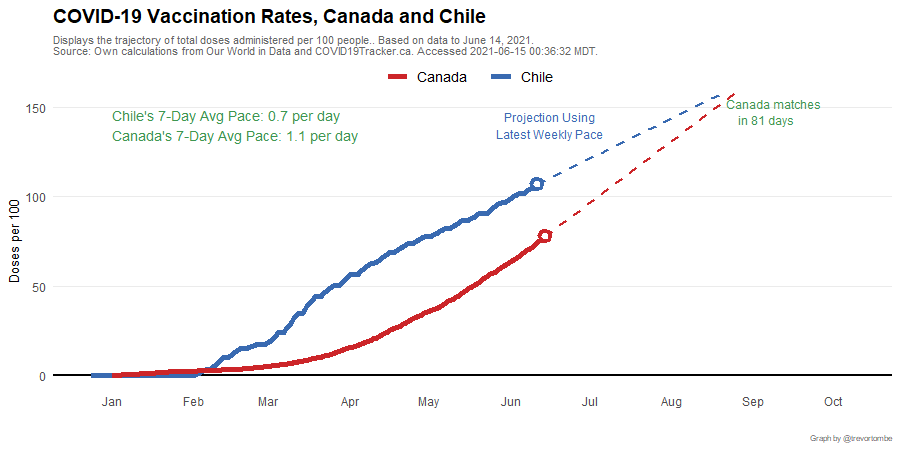 COVID-19 Vaccination Rates, Canada and Chile
Displays the trajectory of total doses administered per 100 people.. Based on data to June 14, 2021.
Source: Own calculations from Our World in Data and COVID19Tracker.ca. Accessed 2021-06-15 00:36:32 MDT.
Canada Chile
Chile's 7-Day Avg Pace: 0.7 per day
Canada's 7-Day Avg Pace: 1.1 per day
Projection Using
Latest Weekly Pace
Canada matches
in 81 days
Doses per 100
150
100
50
0
Jan Feb Mar Apr May Jun Jul Aug Sep Oct
Graph by @trevortombe